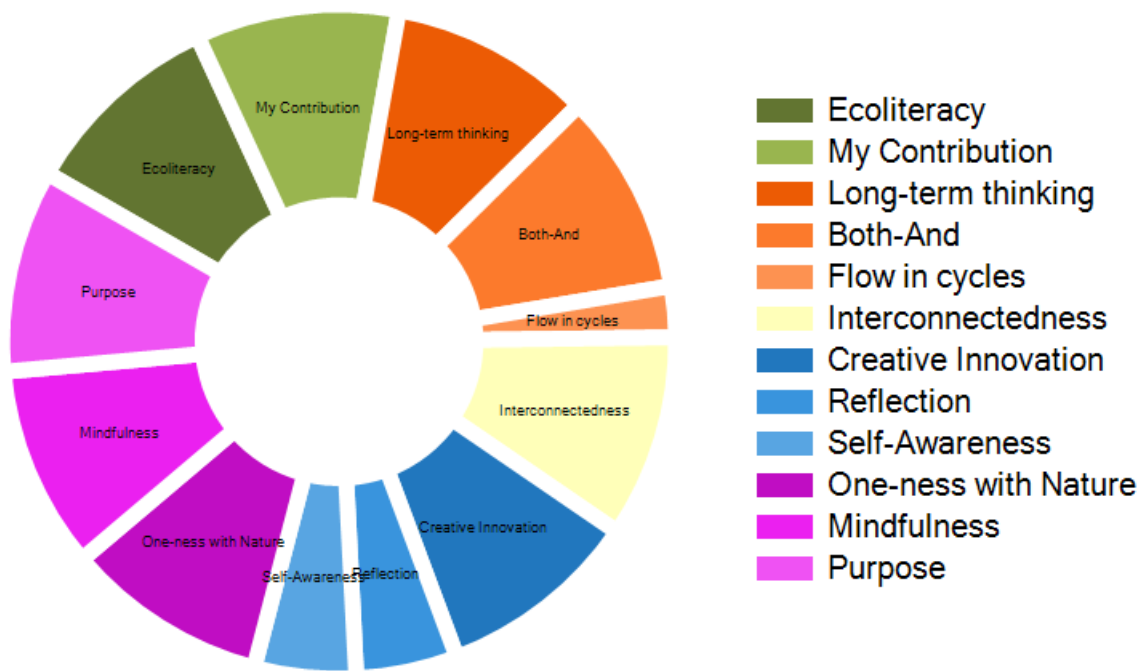 My Contribution
Long-term thinking
Ecoliteracy
Both-And
Purpose
Flow in cycles
Interconnectedness
Mindfulness
Creative Innovation
One-ness with Nature
Self-Awareness
Reflection
Ecoliteracy
My Contribution
Long-term thinking
Both-And
Flow in cycles
Interconnectedness
Creative Innovation
Reflection
Self-Awareness
One-ness with Nature
Mindfulness
Purpose